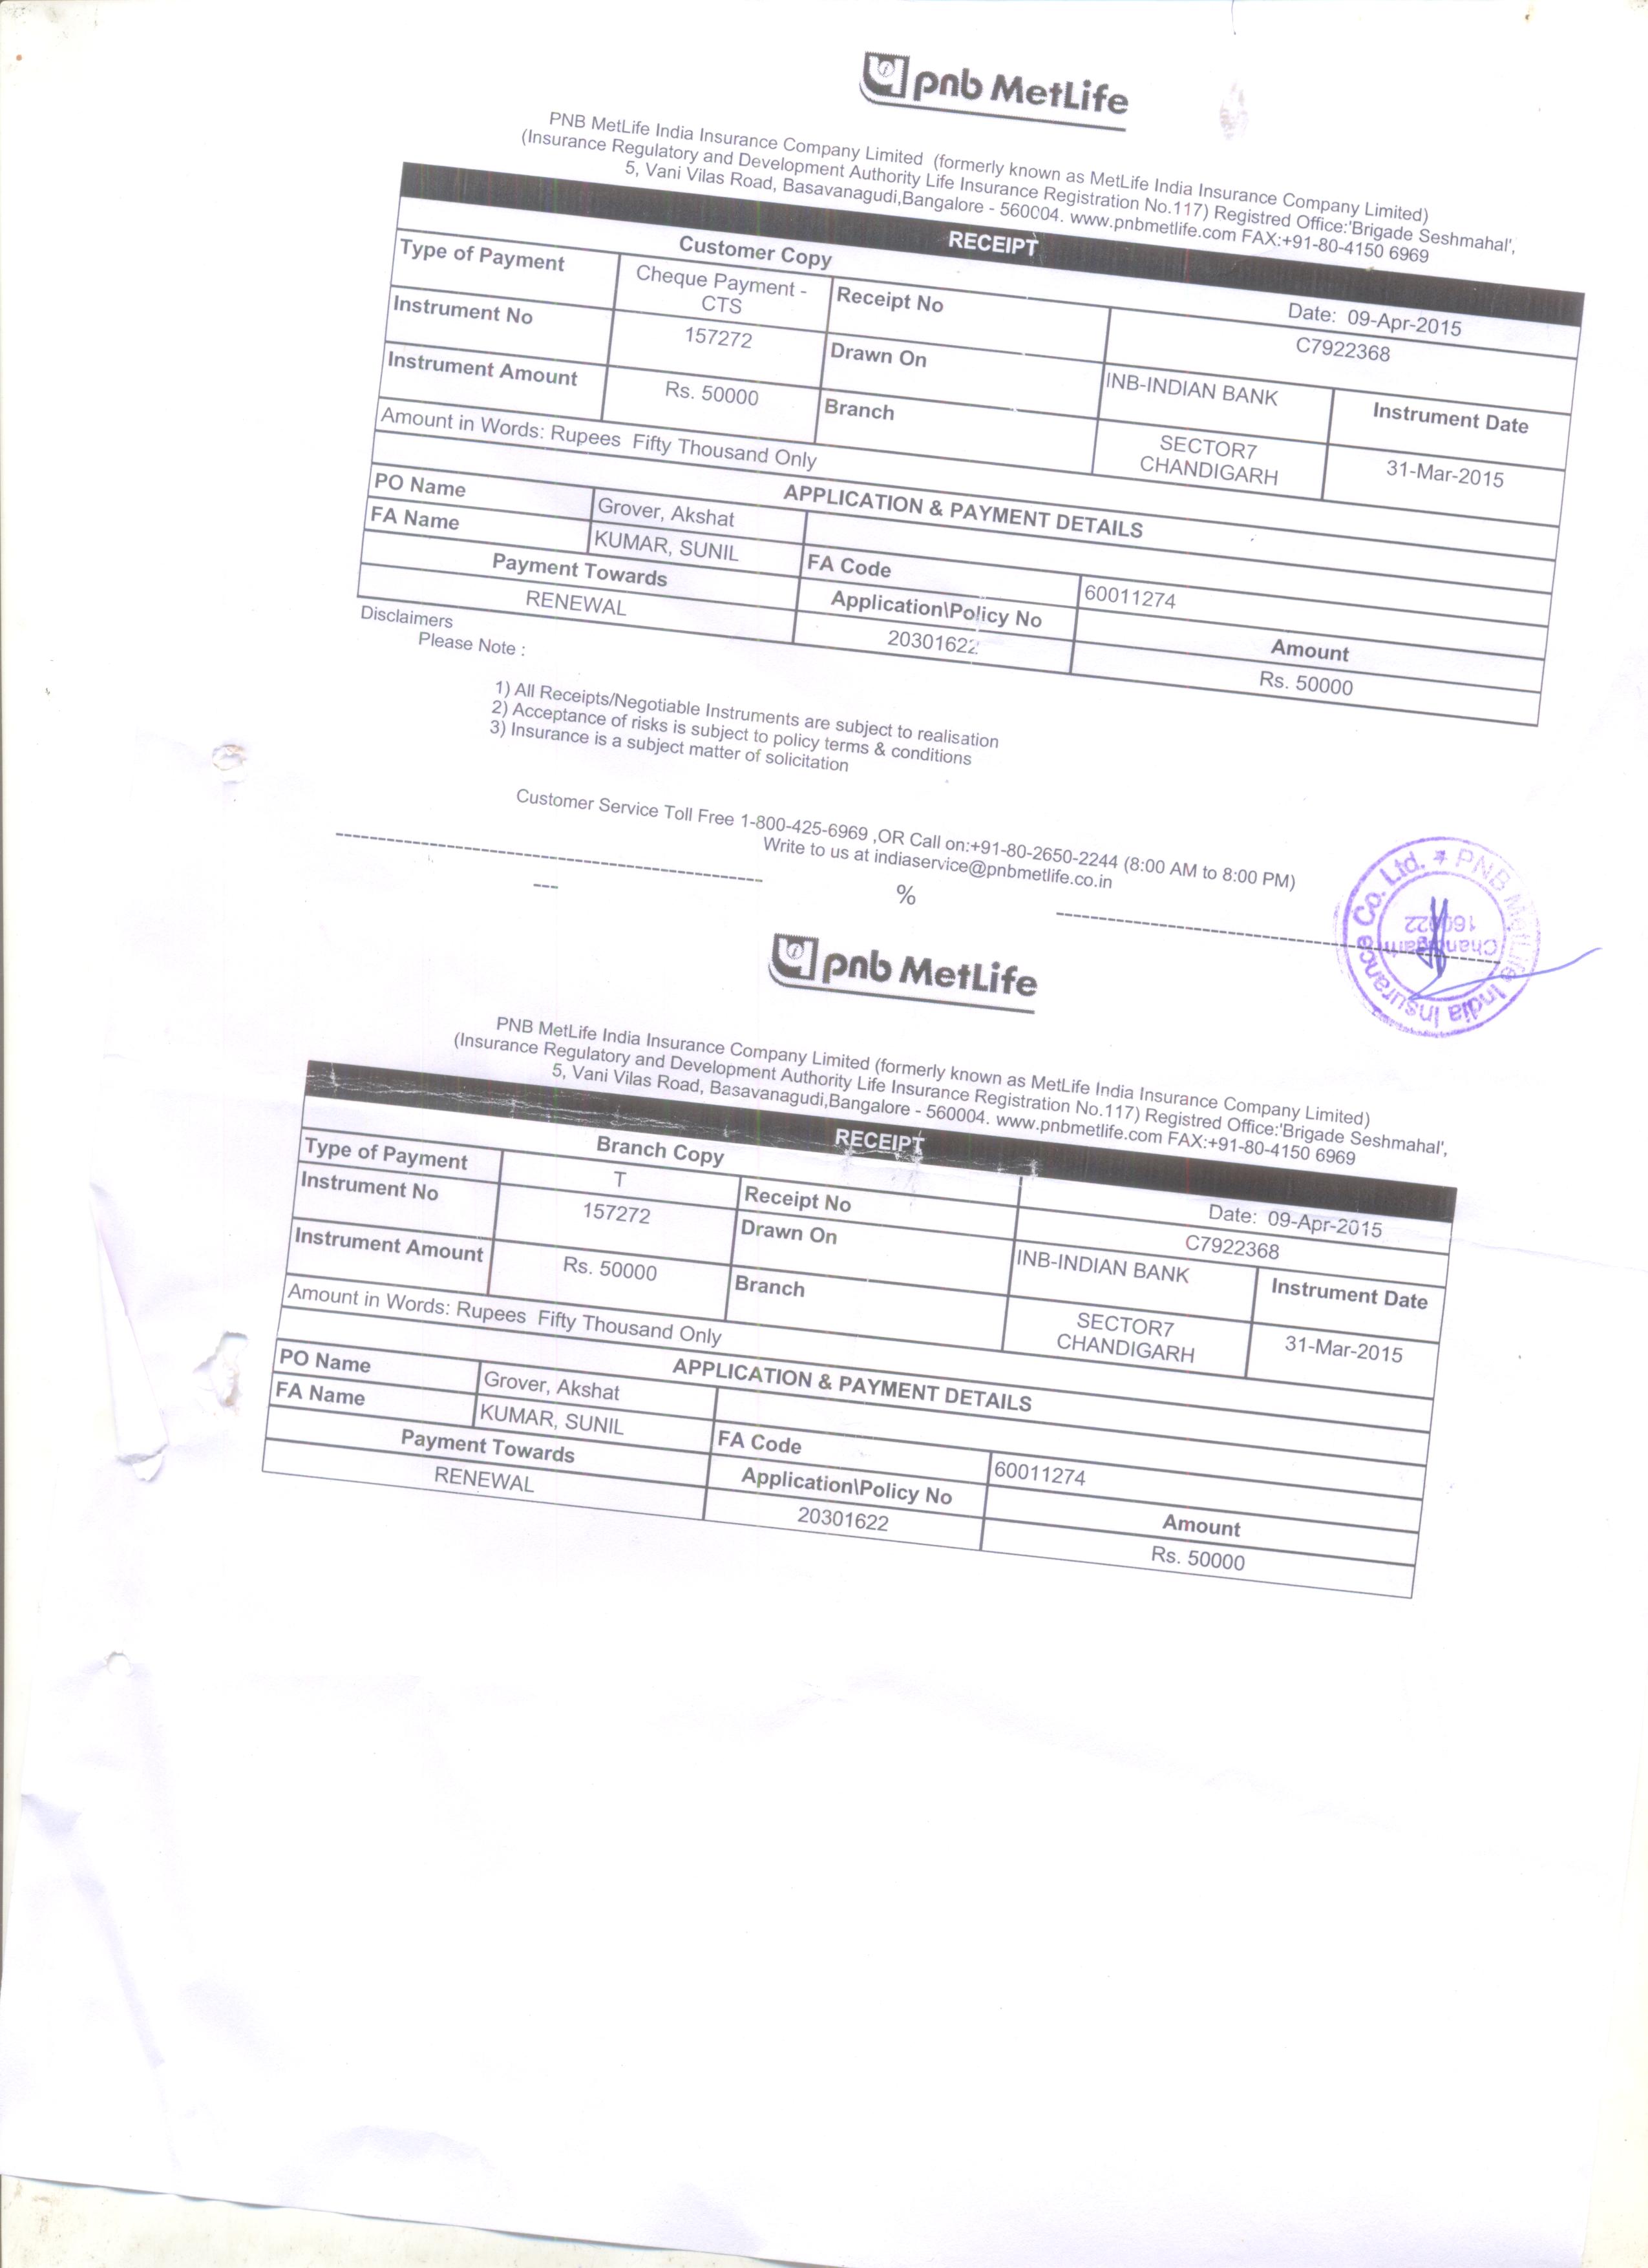 pnb MetLife
PNB MetLife India Insurance Company Limited (formerly known as MetLife India Insurance Company Limited)
(Insurance Regulatory and Development Authority Life Insurance Registration No.117) Registred Office:'Brigade Seshmahal',
5, Vani Vilas Road, Basavanagudi,Bangalore - 560004. www.pnbmetlife.com FAX:+91-80-4150 6969
RECEIPT
Customer Copy Date: 09-Apr-2015
Type of Payment Cheque Payment - CTS Receipt No C7922368
Instrument No 157272 Drawn On INB-INDIAN BANK Instrument Date
Instrument Amount Rs. 50000 Branch SECTOR7 CHANDIGARH 31-Mar-2015
Amount in Words: Rupees Fifty Thousand Only
APPLICATION & PAYMENT DETAILS
PO Name Grover, Akshat
FA Name KUMAR, SUNIL FA Code 60011274
Payment Towards Application\Policy No Amount
RENEWAL 20301622 Rs. 50000
Disclaimers
Please Note :
1) All Receipts/Negotiable Instruments are subject to realisation
2) Acceptance of risks is subject to policy terms & conditions
3) Insurance is a subject matter of solicitation
Customer Service Toll Free 1-800-425-6969 ,OR Call on:+91-80-2650-2244 (8:00 AM to 8:00 PM)
Write to us at indiaservice@pnbmetlife.co.in
%
PNB MetLife India Insurance Co. Ltd. *
Chandigarh
160022
pnb MetLife
PNB MetLife India Insurance Company Limited (formerly known as MetLife India Insurance Company Limited)
(Insurance Regulatory and Development Authority Life Insurance Registration No.117) Registred Office:'Brigade Seshmahal',
5, Vani Vilas Road, Basavanagudi,Bangalore - 560004. www.pnbmetlife.com FAX:+91-80-4150 6969
RECEIPT
Branch Copy Date: 09-Apr-2015
Type of Payment T Receipt No C7922368
Instrument No 157272 Drawn On INB-INDIAN BANK Instrument Date
Instrument Amount Rs. 50000 Branch SECTOR7 CHANDIGARH 31-Mar-2015
Amount in Words: Rupees Fifty Thousand Only
APPLICATION & PAYMENT DETAILS
PO Name Grover, Akshat
FA Name KUMAR, SUNIL FA Code 60011274
Payment Towards Application\Policy No Amount
RENEWAL 20301622 Rs. 50000